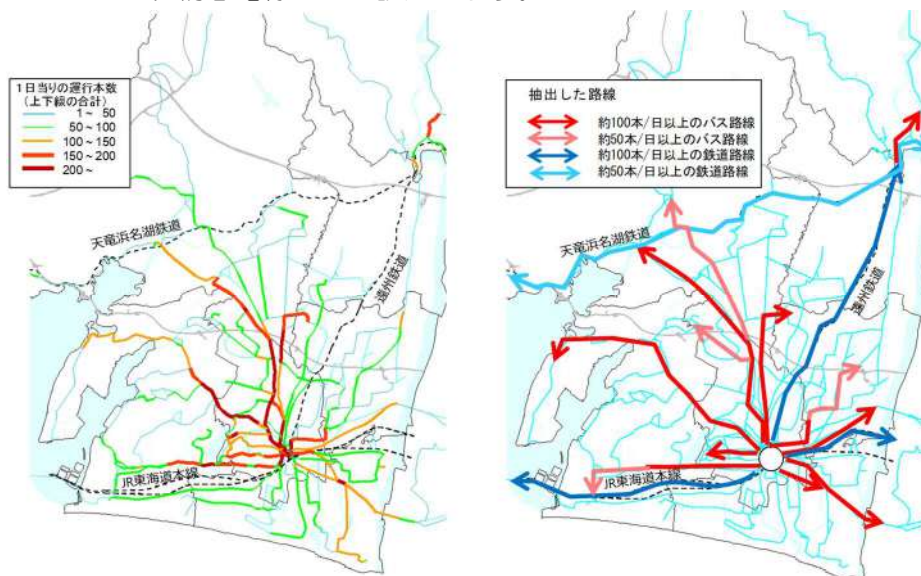 1日当りの運行本数
(上下線の合計)
1～ 50
50～100
100～150
150～200
200～
天竜浜名湖鉄道
遠州鉄道
JR東海道本線
抽出した路線
約100本/日以上のバス路線
約50本/日以上のバス路線
約100本/日以上の鉄道路線
約50本/日以上の鉄道路線
天竜浜名湖鉄道
遠州鉄道
JR東海道本線